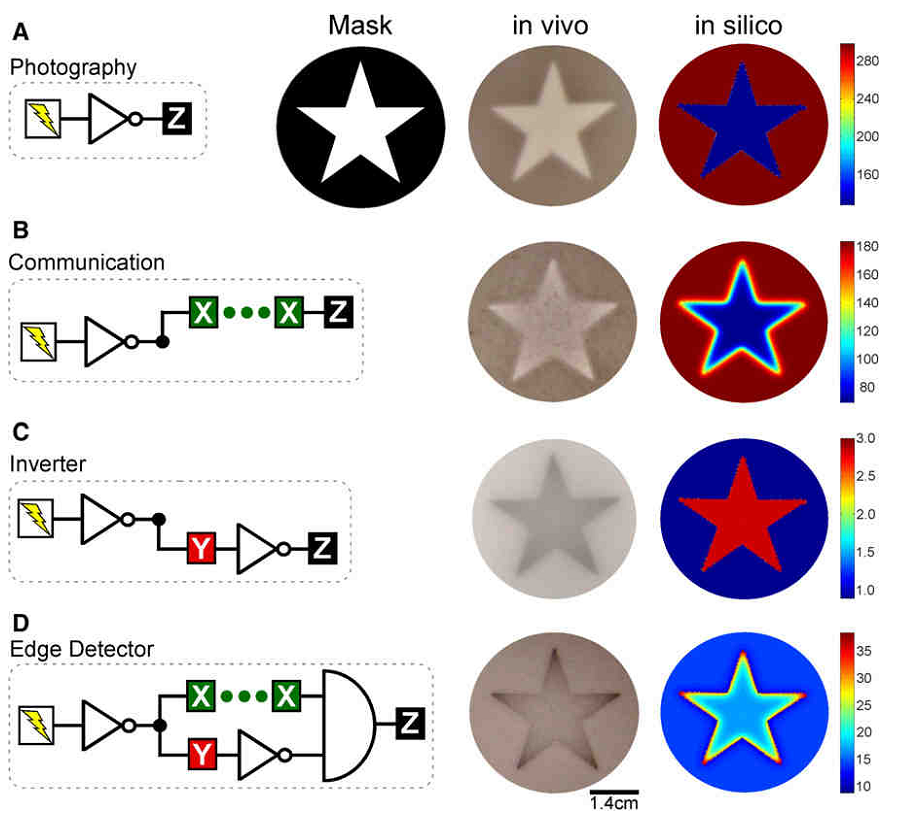 A
Mask
in vivo
in silico
Photography
Z
280
240
200
160
B
Communication
X
X
Z
180
160
140
120
100
80
C
Inverter
Y
Z
3.0
2.5
2.0
1.5
1.0
D
Edge Detector
X
X
Y
Z
35
30
25
20
15
10
1.4cm